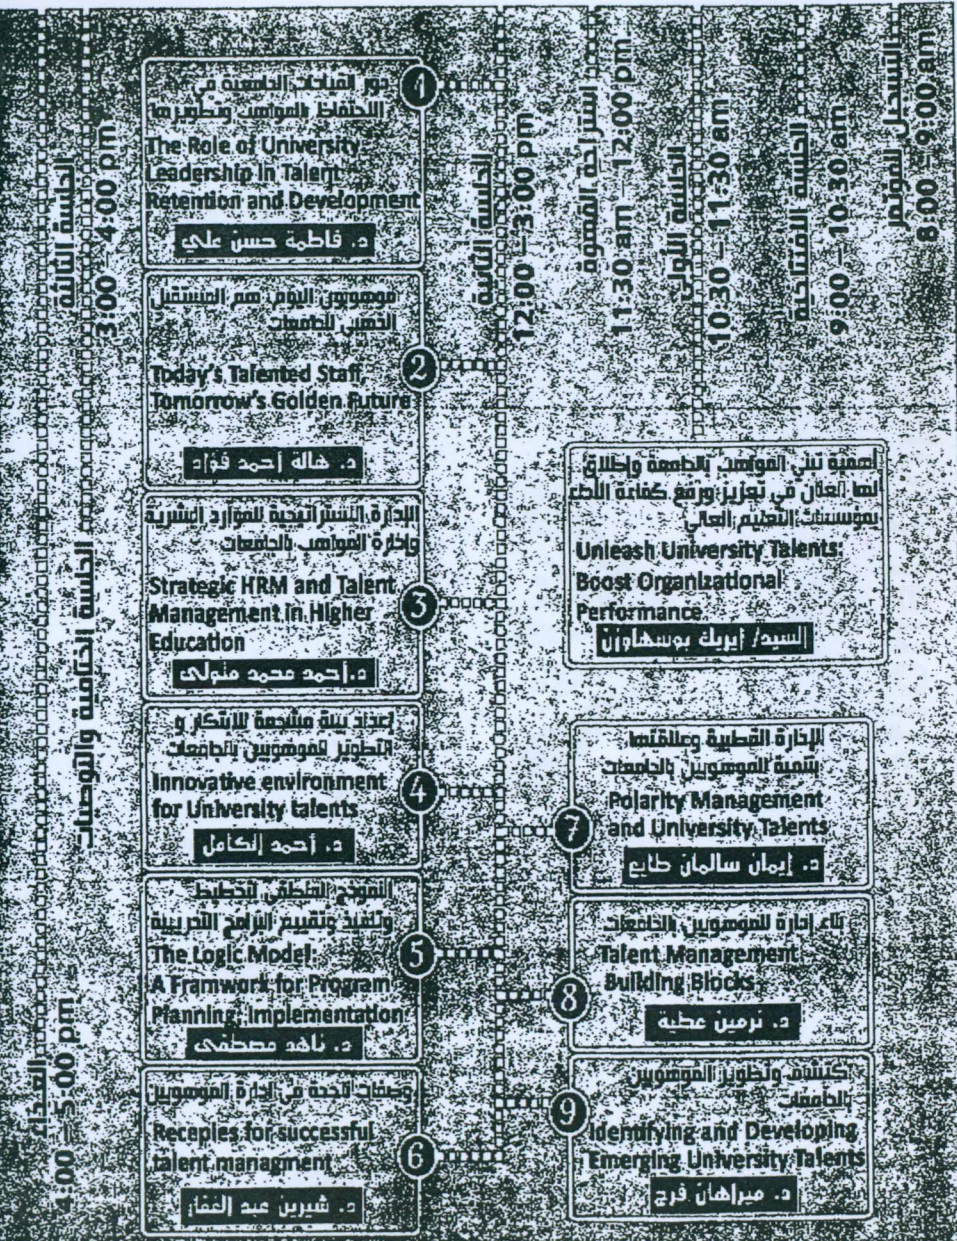 التسجيل للمؤتمر
8:00 – 9:00 am
الجلسة الافتتاحية
9:00 – 10:30 am
الجلسة الأولى
10:30 – 11:30 am
أهمية تبني المواهب بالجامعة وإطلاق
لها العنان في تعزيز ورفع كفاءة الأداء
بمؤسسات التعليم العالي
Unleash University Talents:
Boost Organizational
Performance
السيد/ إيريك بوسهاوزن
استراحة القهوة
11:30 am – 12:00 pm
الجلسة الثانية
12:00 – 3:00 pm
1
دور القيادات الجامعية في
الاحتفاظ بالمواهب وتطويرها
The Role of University
Leadership in Talent
Retention and Development
د. فاطمة حسن علي
2
موهوبون اليوم هم المستقبل
الذهبي للجامعات
Today's Talented Staff,
Tomorrow's Golden Future
د. هالة أحمد فؤاد
3
الإدارة الاستراتيجية للموارد البشرية
وإدارة المواهب بالجامعات
Strategic HRM and Talent
Management in Higher
Education
د.أحمد محمد متولى
4
إعداد بيئة مشجعة للابتكار و
التطوير للموهوبين بالجامعات
Innovative environment
for University talents
د. أحمد الكامل
5
النموذج المنطقي لتخطيط
وتنفيذ وتقييم البرامج التدريبية
The Logic Model:
A Framwork for Program
Planning, Implementation
د. ناهد مصطفى
6
وصفات ناجحة في إدارة الموهوبين
Receples for successful
talent managment
د. شيرين عبد الغفار
7
الإدارة القطبية وعلاقتها
بتنمية الموهوبين بالجامعات
Polarity Management
and University Talents
د. إيمان سالمان طايع
8
بناء إدارة للموهوبين بالجامعات
Talent Management
Building Blocks
د. نرمين عطية
9
كتشاف وتطوير الموهوبين
بالجامعات
Identifying and Developing
Emerging University Talents
د. ميراهان فرج
الجلسة الثالثة
3:00 – 4:00 pm
الجلسة الختامية والتوصيات
الغداء
4:00 – 5:00 pm